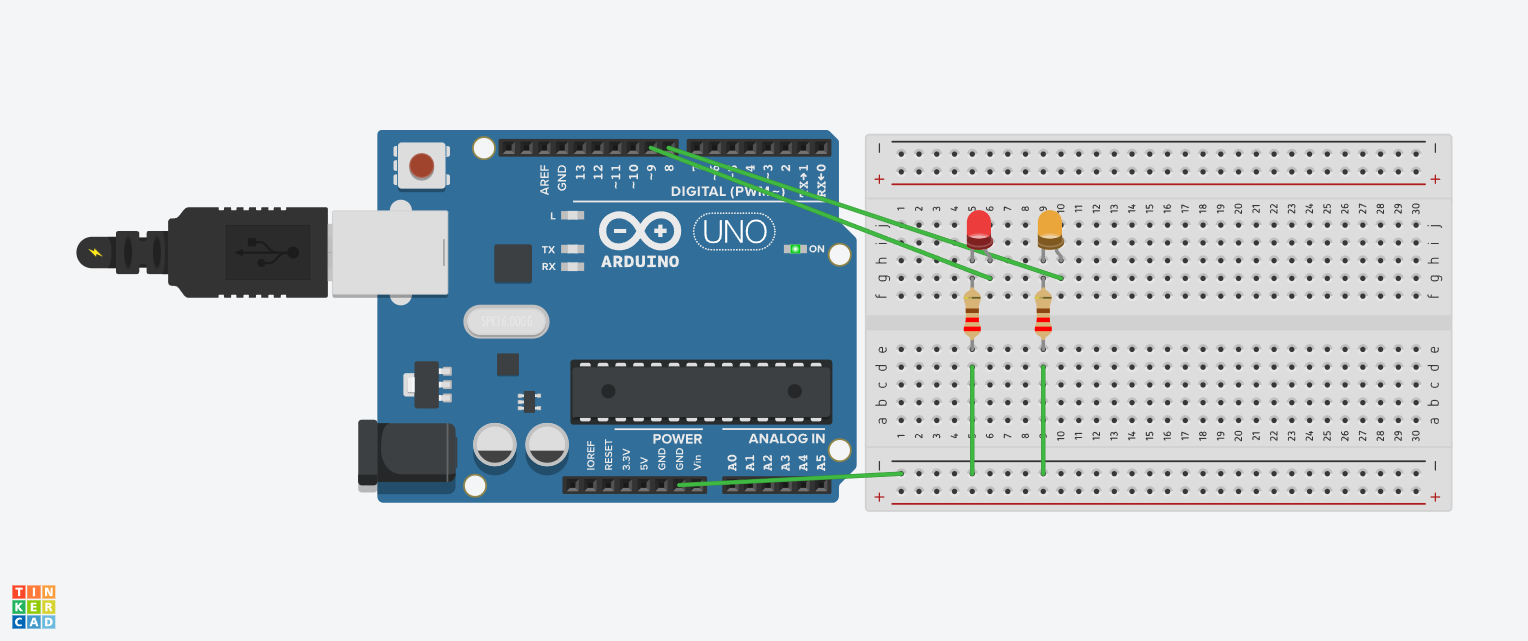 AREF
GND
13
12
~11
~10
~9
8
4
~3
2
TX→1
RX←0
DIGITAL (PWM~)
L
TX
RX
UNO
ON
ARDUINO
SPK16.000G
POWER
ANALOG IN
IOREF
RESET
3.3V
5V
GND
GND
Vin
A0
A1
A2
A3
A4
A5
1 2 3 4 5 6 7 8 9 10 11 12 13 14 15 16 17 18 19 20 21 22 23 24 25 26 27 28 29 30
j j
i i
h h
g g
f f
e e
d d
c c
b b
a a
1 2 3 4 5 6 7 8 9 10 11 12 13 14 15 16 17 18 19 20 21 22 23 24 25 26 27 28 29 30
TIN
KER
CAD